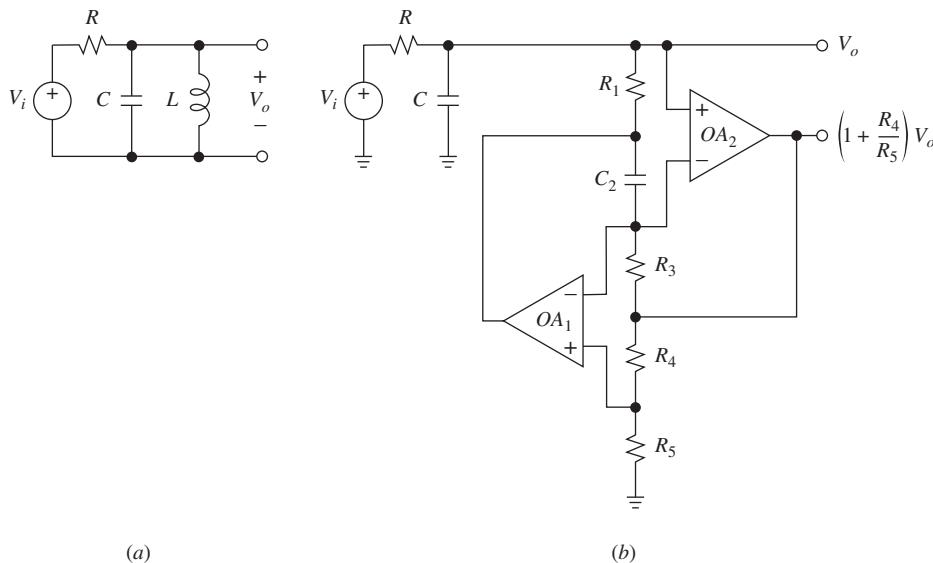 R
V_i
+
C
L
+
V_o
−
(a)
R
V_i
+
C
R_1
C_2
+
−
OA_2
V_o
(1 + R_4/R_5) V_o
−
+
OA_1
R_3
R_4
R_5
(b)